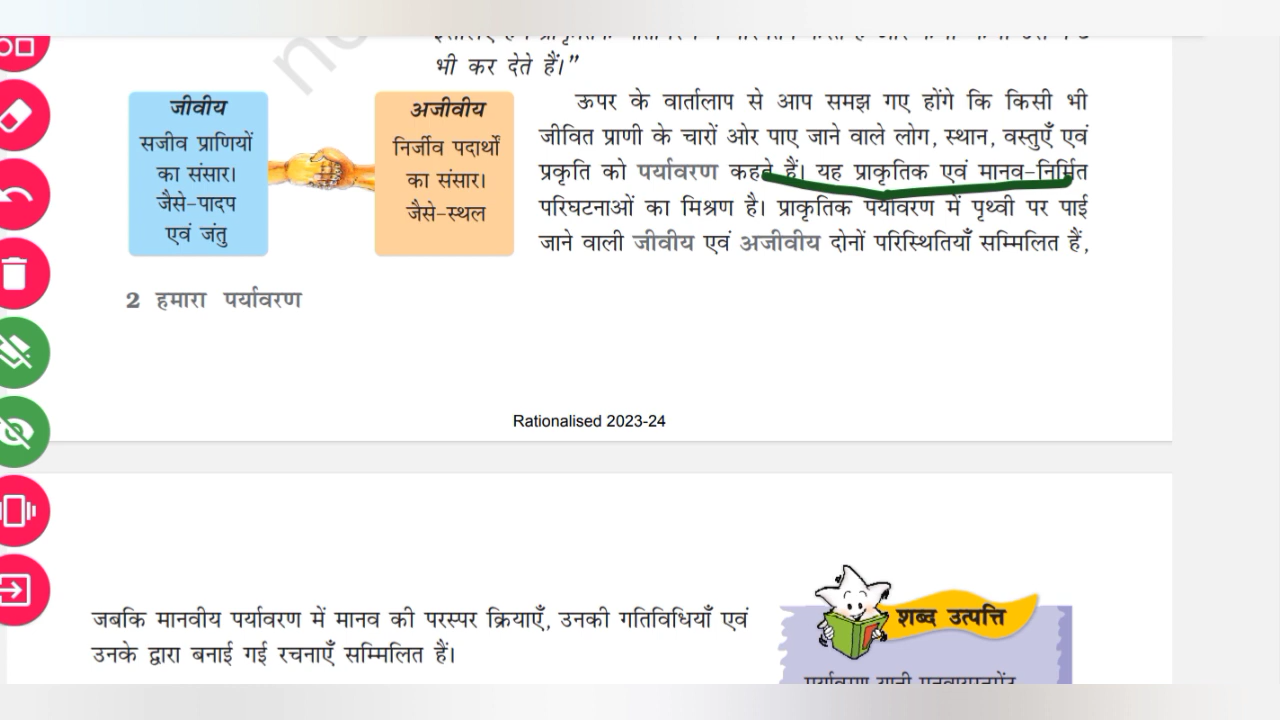 भी कर देते हैं।”
जीवीय
सजीव प्राणियों
का संसार।
जैसे-पादप
एवं जंतु
अजीवीय
निर्जीव पदार्थों
का संसार।
जैसे-स्थल
ऊपर के वार्तालाप से आप समझ गए होंगे कि किसी भी
जीवित प्राणी के चारों ओर पाए जाने वाले लोग, स्थान, वस्तुएँ एवं
प्रकृति को पर्यावरण कहते हैं। यह प्राकृतिक एवं मानव-निर्मित
परिघटनाओं का मिश्रण है। प्राकृतिक पर्यावरण में पृथ्वी पर पाई
जाने वाली जीवीय एवं अजीवीय दोनों परिस्थितियाँ सम्मिलित हैं,
2 हमारा पर्यावरण
Rationalised 2023-24
जबकि मानवीय पर्यावरण में मानव की परस्पर क्रियाएँ, उनकी गतिविधियाँ एवं
उनके द्वारा बनाई गई रचनाएँ सम्मिलित हैं।
शब्द उत्पत्ति